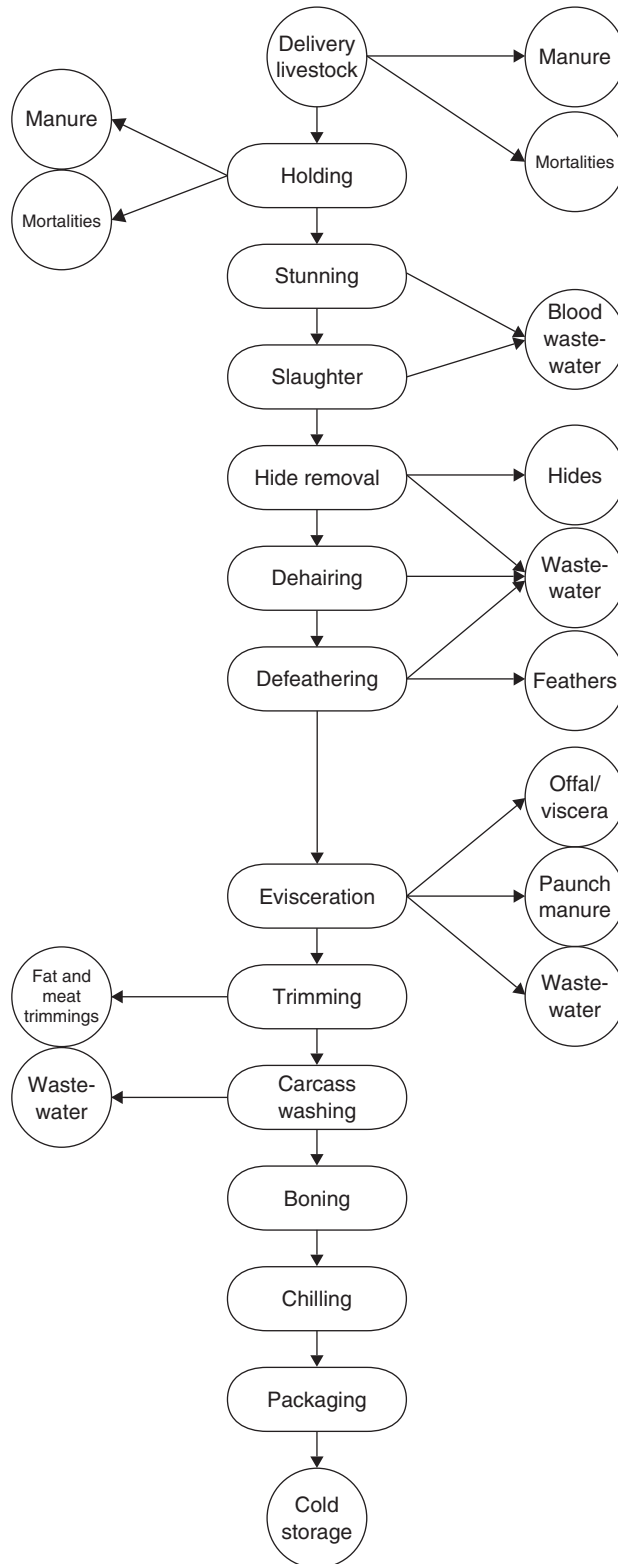 Delivery
livestock
Manure
Manure
Mortalities
Holding
Mortalities
Stunning
Blood
waste-
water
Slaughter
Hide removal
Hides
Dehairing
Waste-
water
Defeathering
Feathers
Offal/
viscera
Evisceration
Paunch
manure
Fat and
meat
trimmings
Trimming
Waste-
water
Waste-
water
Carcass
washing
Boning
Chilling
Packaging
Cold
storage